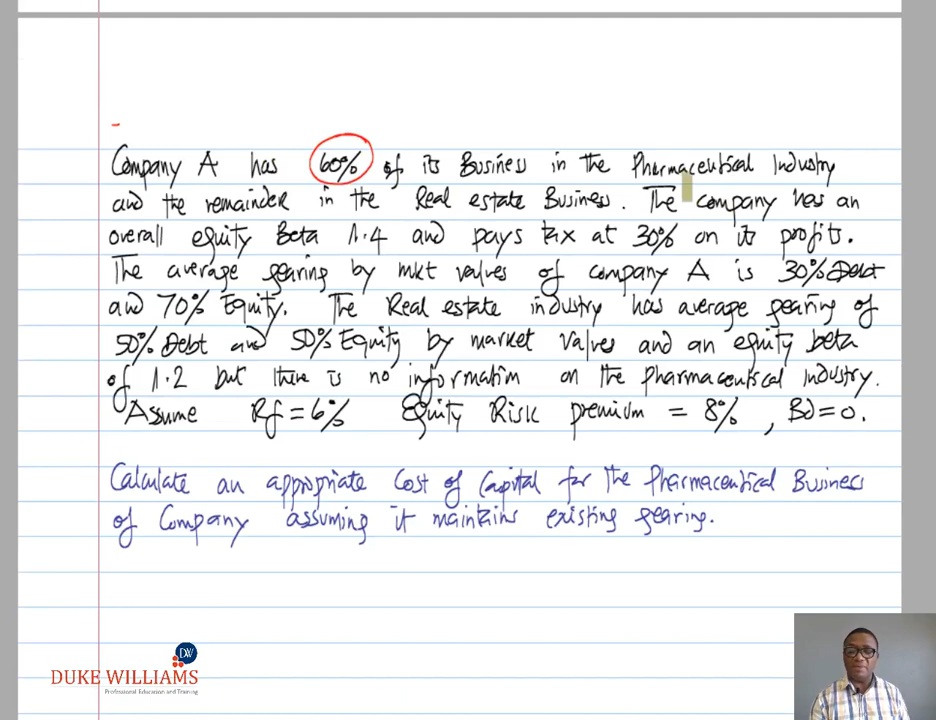 Company A has 60% of its Business in the Pharmaceutical Industry
and the remainder in the Real estate Business. The company has an
overall equity Beta 1.4 and pays tax at 30% on its profits.
The average gearing by mkt values of company A is 30% Debt
and 70% Equity. The Real estate industry has average gearing of
50% Debt and 50% Equity by market values and an equity beta
of 1.2 but there is no information on the pharmaceutical industry.
Assume Rf = 6% Equity Risk premium = 8%, Bd = 0.
Calculate an appropriate Cost of Capital for the Pharmaceutical Business
of Company assuming it maintains existing gearing.
DW
DUKE WILLIAMS
Professional Education and Training